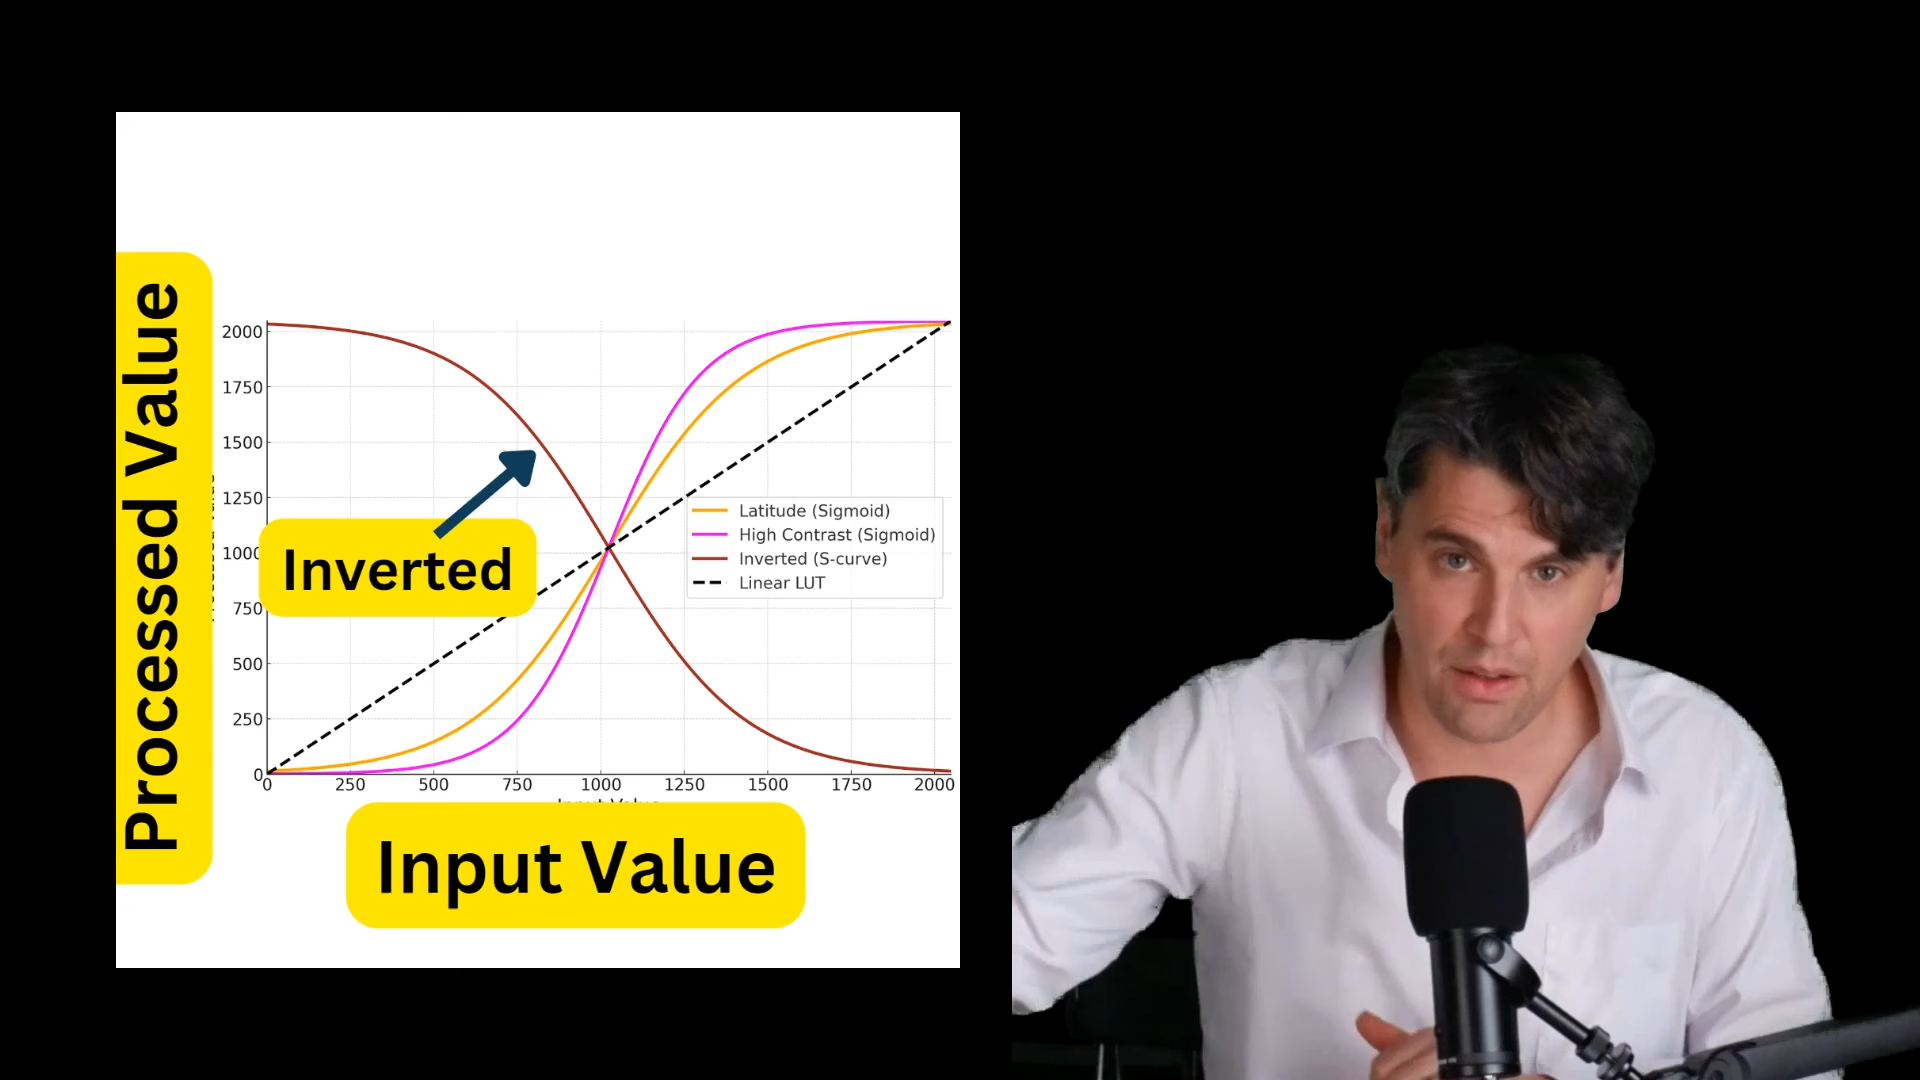 Processed Value
2000
1750
1500
1250
1000
750
500
250
0
Inverted
Latitude (Sigmoid)
High Contrast (Sigmoid)
Inverted (S-curve)
Linear LUT
0 250 500 750 1000 1250 1500 1750 2000
Input Value